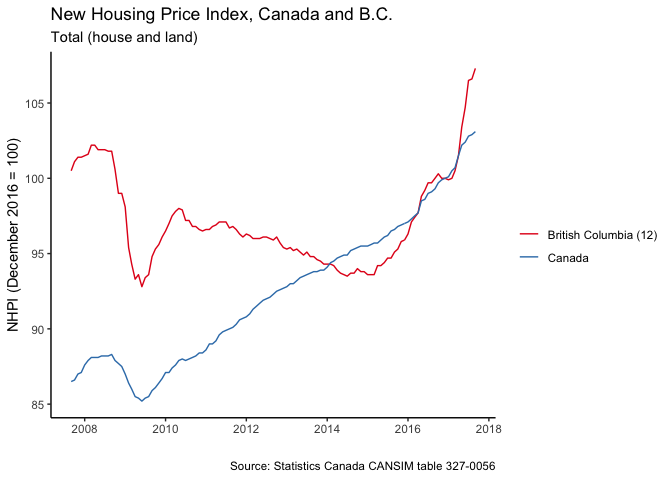 New Housing Price Index, Canada and B.C.
Total (house and land)
NHPI (December 2016 = 100)
105
100
95
90
85
2008
2010
2012
2014
2016
2018
British Columbia (12)
Canada
Source: Statistics Canada CANSIM table 327-0056